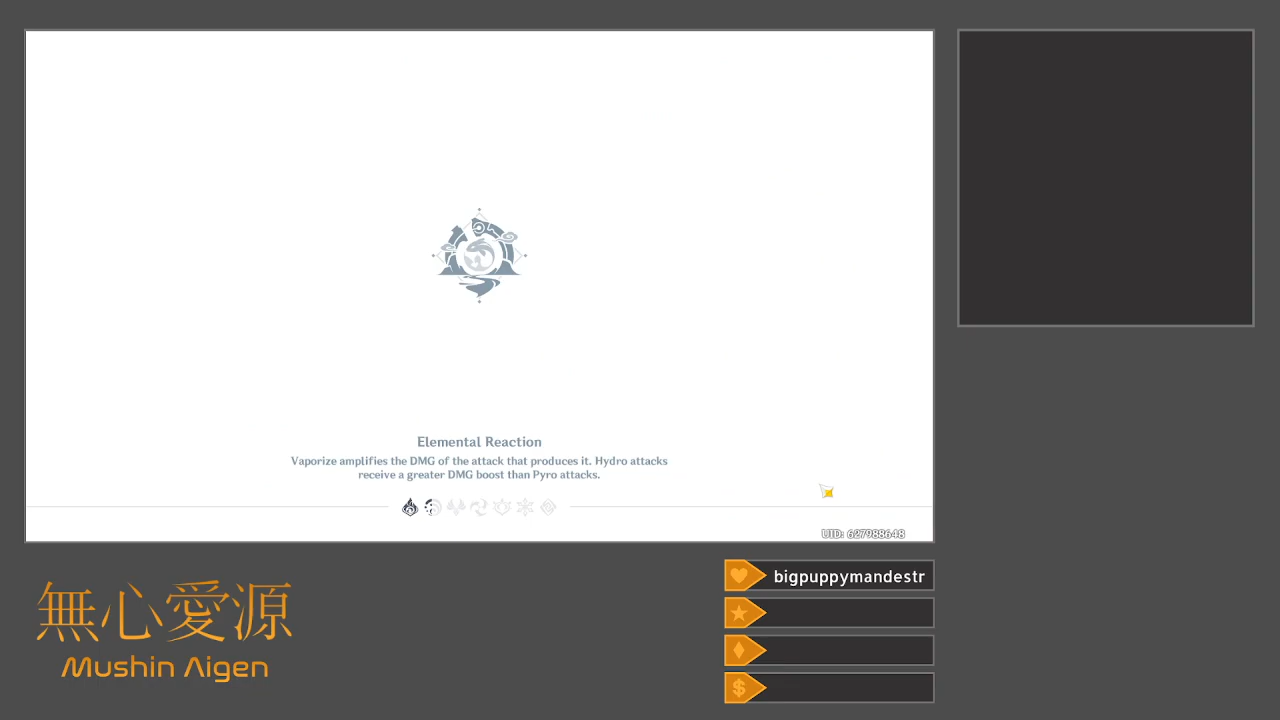 Elemental Reaction
Vaporize amplifies the DMG of the attack that produces it. Hydro attacks
receive a greater DMG boost than Pyro attacks.
UID: 627988648
bigpuppymandestr
無心愛源
Mushin Aigen